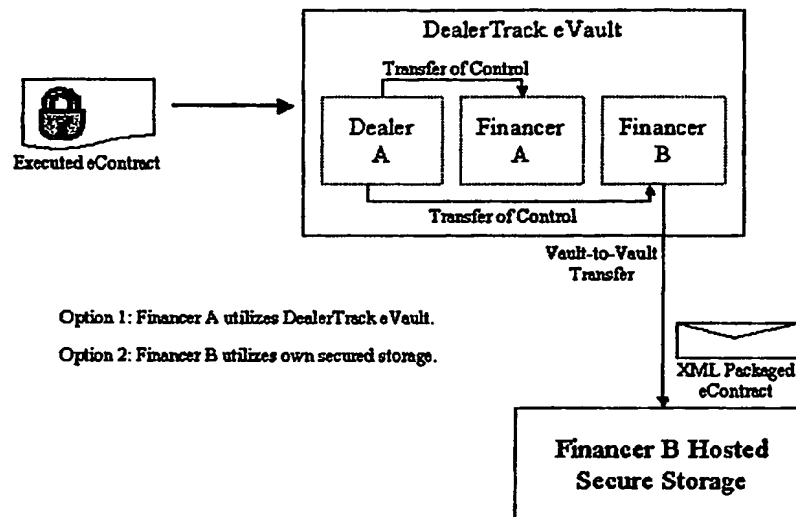 DealerTrack eVault
Transfer of Control
Dealer
A
Financer
A
Financer
B
Executed eContract
Transfer of Control
Vault-to-Vault
Transfer
Option 1: Financer A utilizes DealerTrack eVault.
Option 2: Financer B utilizes own secured storage.
XML Packaged
eContract
Financer B Hosted
Secure Storage